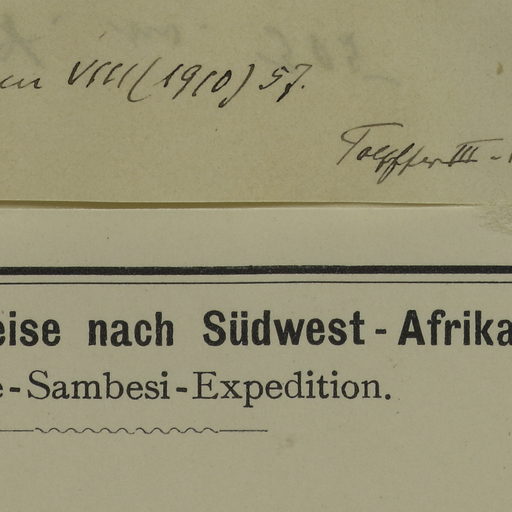 VIII (1910) 57.
Toepffer III -
eise nach Südwest-Afrika
e-Sambesi-Expedition.